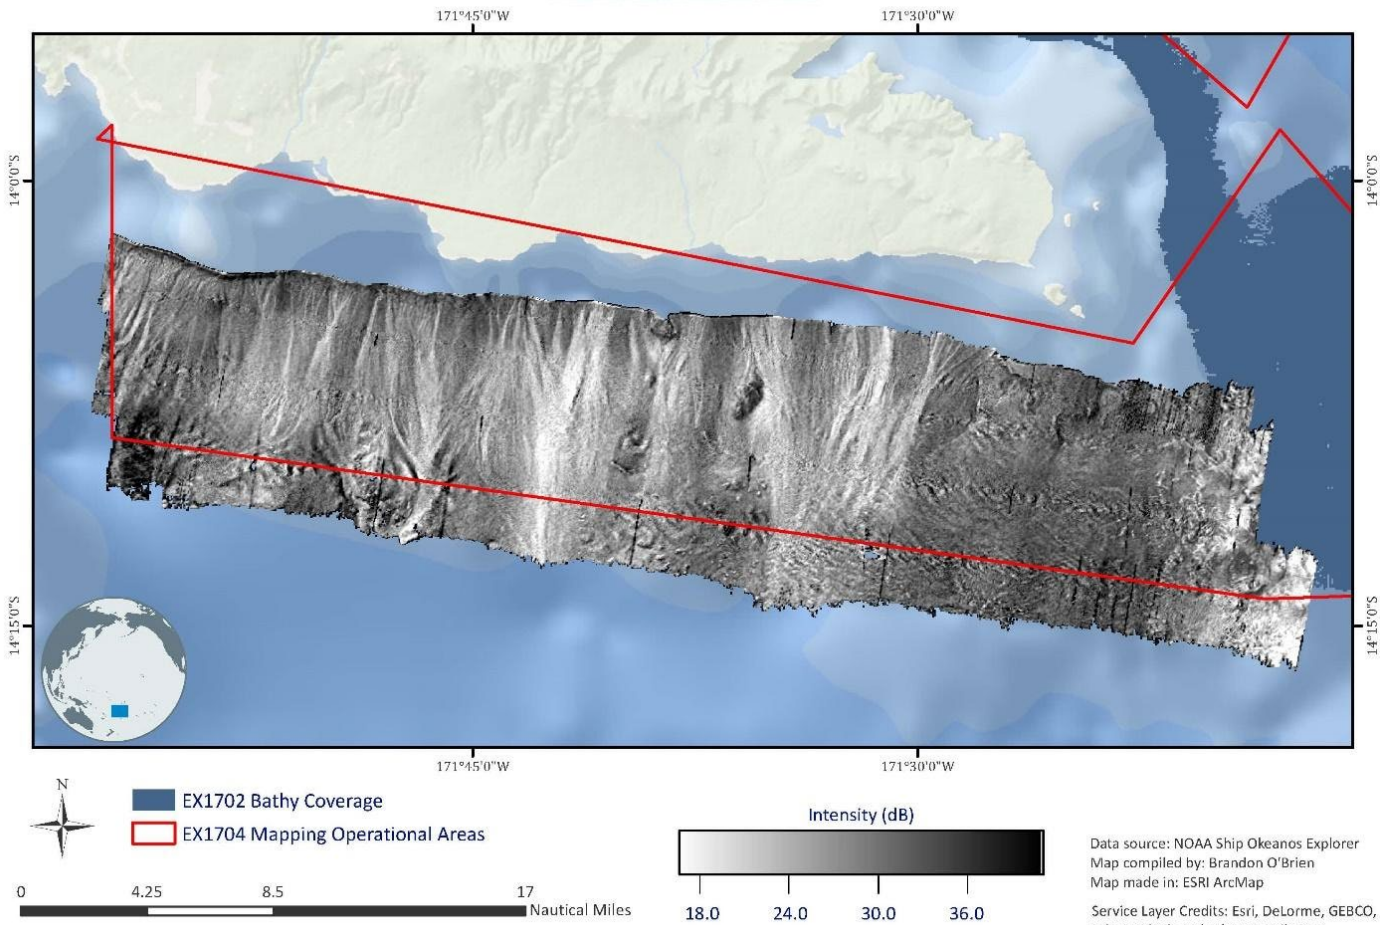 171°45'0"W
171°30'0"W
14°0'0"S
14°0'0"S
14°15'0"S
14°15'0"S
171°45'0"W
171°30'0"W
N
EX1702 Bathy Coverage
EX1704 Mapping Operational Areas
0 4.25 8.5 17
Nautical Miles
Intensity (dB)
18.0 24.0 30.0 36.0
Data source: NOAA Ship Okeanos Explorer
Map compiled by: Brandon O'Brien
Map made in: ESRI ArcMap
Service Layer Credits: Esri, DeLorme, GEBCO,